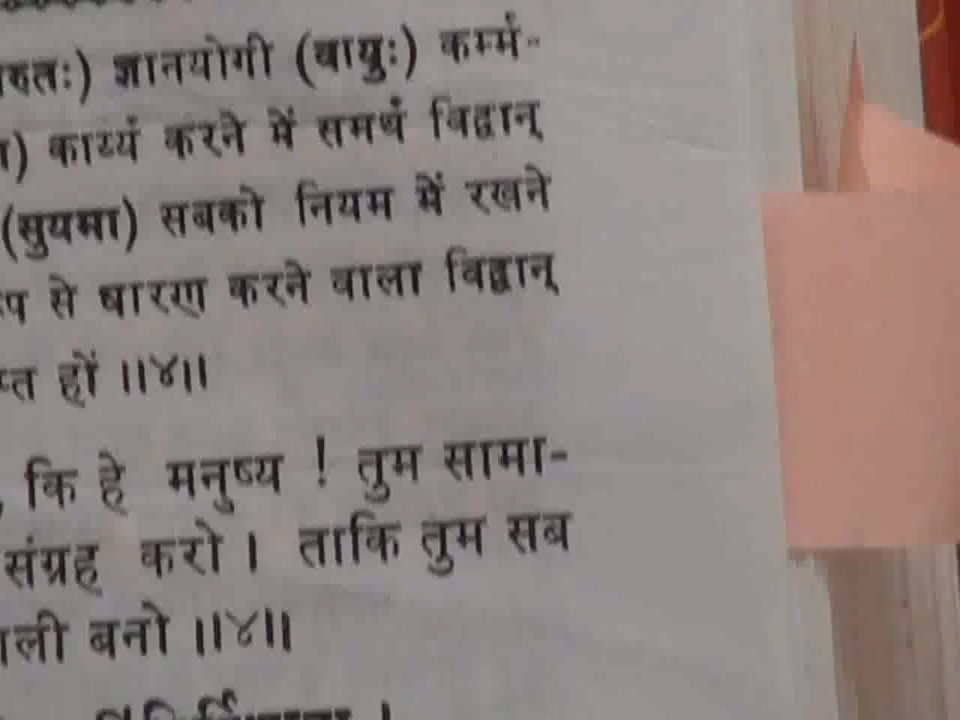 ज्ञानयोगी (वायुः) कर्म्म-
कार्य्य करने में समर्थ विद्वान्
(सुयमा) सबको नियम में रखने
से धारण करने वाला विद्वान्
हों ॥४॥
, कि हे मनुष्य ! तुम सामा-
संग्रह करो । ताकि तुम सब
बनो ॥४॥